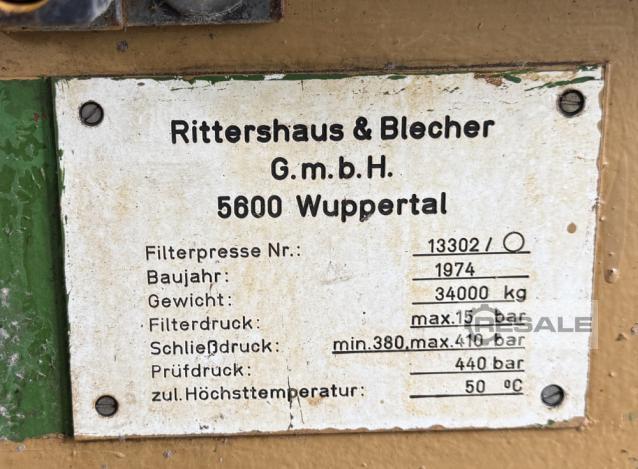 Rittershaus & Blecher
G.m.b.H.
5600 Wuppertal
Filterpresse Nr.: 13302 / O
Baujahr: 1974
Gewicht: 34000 kg
Filterdruck: max.15 bar
Schließdruck: min.380,max.410 bar
Prüfdruck: 440 bar
zul.Höchsttemperatur: 50 ºC
RESALE